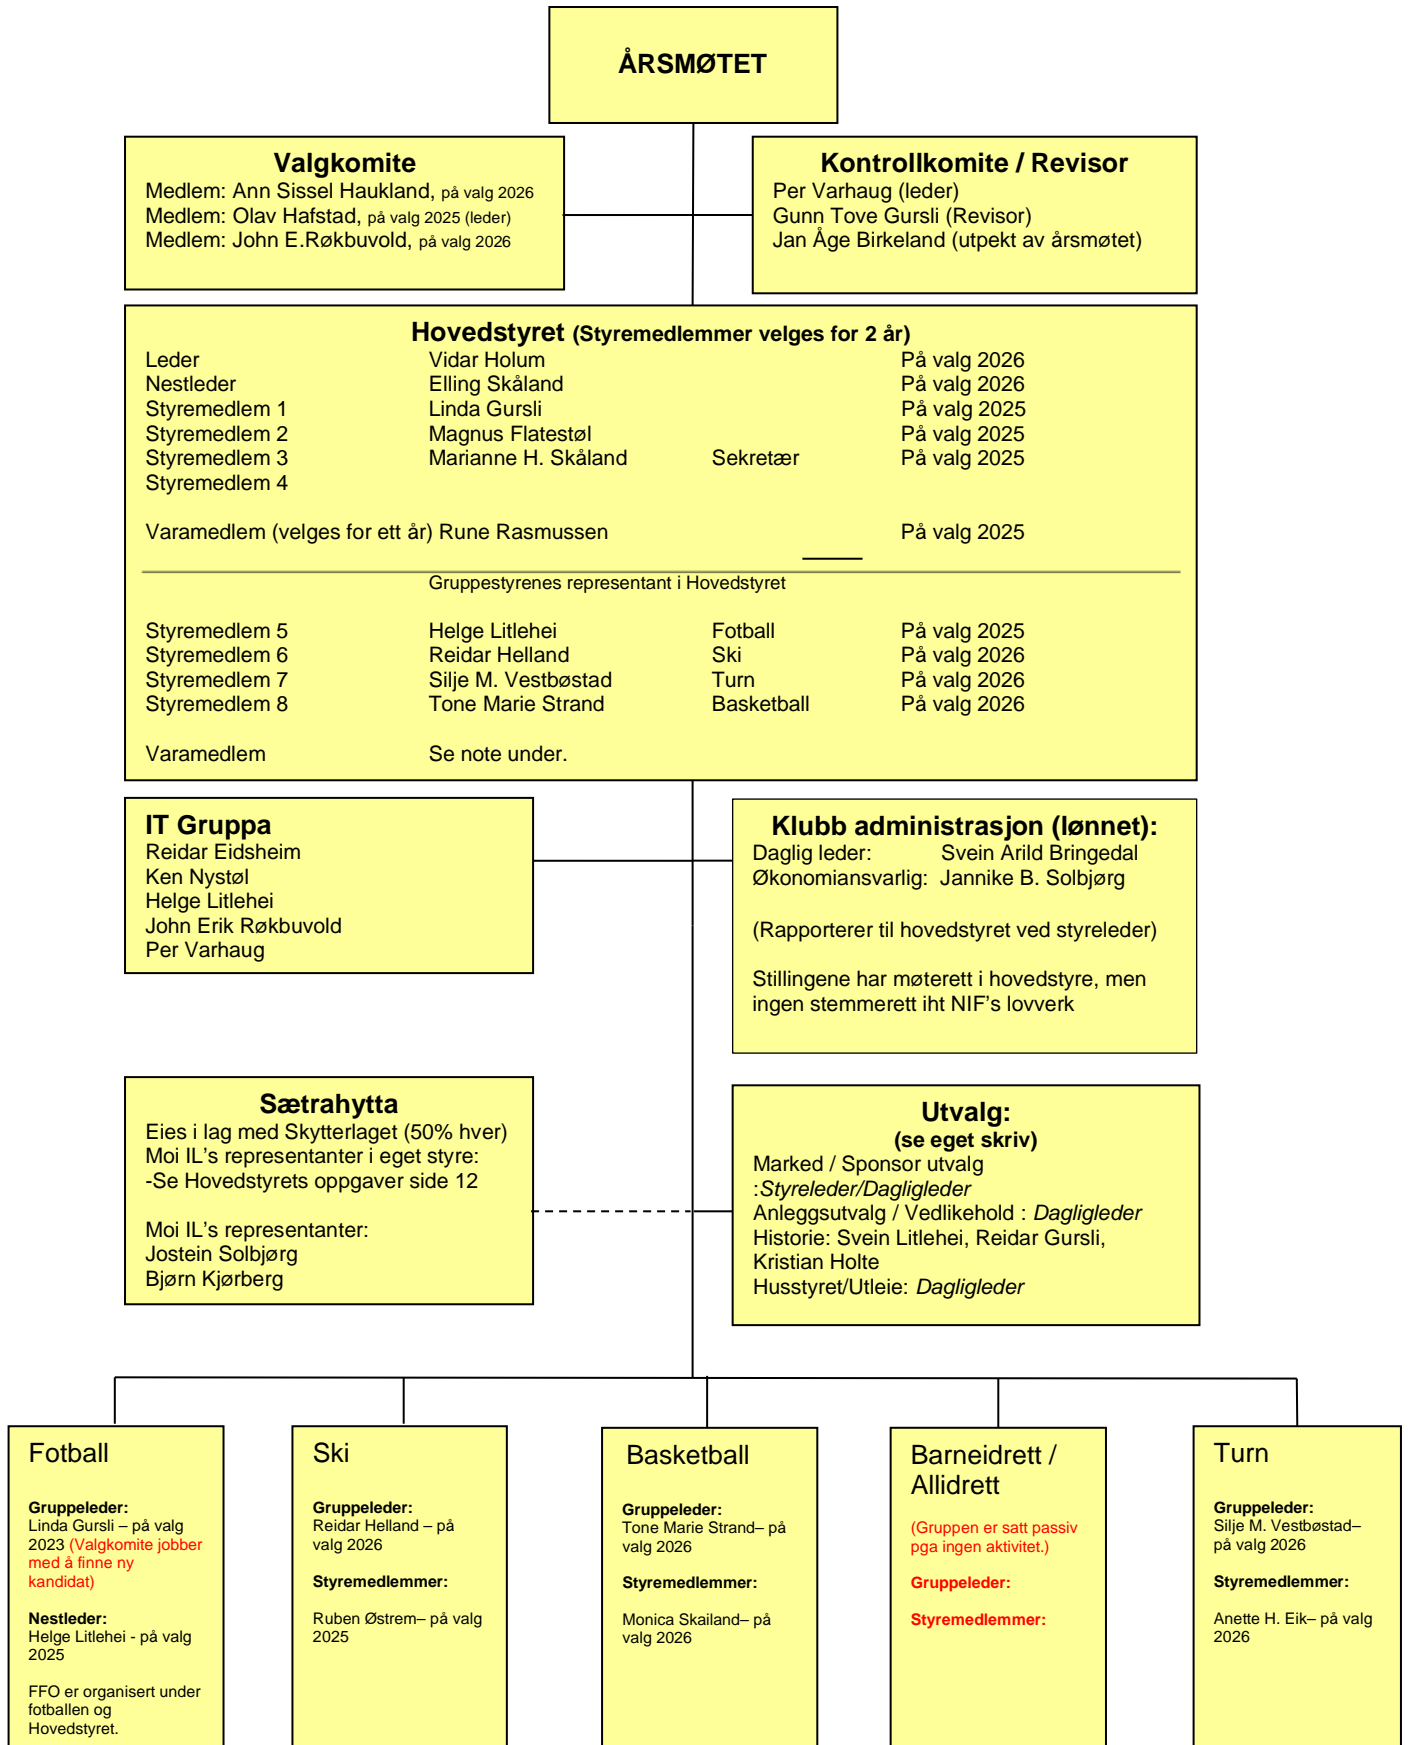 ÅRSMØTET
Valgkomite
Medlem: Ann Sissel Haukland, på valg 2026
Medlem: Olav Hafstad, på valg 2025 (leder)
Medlem: John E.Røkbuvold, på valg 2026
Kontrollkomite / Revisor
Per Varhaug (leder)
Gunn Tove Gursli (Revisor)
Jan Åge Birkeland (utpekt av årsmøtet)
Hovedstyret (Styremedlemmer velges for 2 år)
Leder Vidar Holum På valg 2026
Nestleder Elling Skåland På valg 2026
Styremedlem 1 Linda Gursli På valg 2025
Styremedlem 2 Magnus Flatestøl På valg 2025
Styremedlem 3 Marianne H. Skåland Sekretær På valg 2025
Styremedlem 4
Varamedlem (velges for ett år) Rune Rasmussen På valg 2025
Gruppestyrenes representant i Hovedstyret
Styremedlem 5 Helge Litlehei Fotball På valg 2025
Styremedlem 6 Reidar Helland Ski På valg 2026
Styremedlem 7 Silje M. Vestbøstad Turn På valg 2026
Styremedlem 8 Tone Marie Strand Basketball På valg 2026
Varamedlem Se note under.
IT Gruppa
Reidar Eidsheim
Ken Nystøl
Helge Litlehei
John Erik Røkbuvold
Per Varhaug
Klubb administrasjon (lønnet):
Daglig leder: Svein Arild Bringedal
Økonomiansvarlig: Jannike B. Solbjørg
(Rapporterer til hovedstyret ved styreleder)
Stillingene har møterett i hovedstyre, men
ingen stemmerett iht NIF's lovverk
Sætrahytta
Eies i lag med Skytterlaget (50% hver)
Moi IL's representanter i eget styre:
-Se Hovedstyrets oppgaver side 12
Moi IL's representanter:
Jostein Solbjørg
Bjørn Kjørberg
Utvalg:
(se eget skriv)
Marked / Sponsor utvalg
:Styreleder/Dagligleder
Anleggsutvalg / Vedlikehold : Dagligleder
Historie: Svein Litlehei, Reidar Gursli,
Kristian Holte
Husstyret/Utleie: Dagligleder
Fotball
Gruppeleder:
Linda Gursli – på valg
2023 (Valgkomite jobber
med å finne ny
kandidat)
Nestleder:
Helge Litlehei - på valg
2025
FFO er organisert under
fotballen og
Hovedstyret.
Ski
Gruppeleder:
Reidar Helland – på
valg 2026
Styremedlemmer:
Ruben Østrem– på valg
2025
Basketball
Gruppeleder:
Tone Marie Strand– på
valg 2026
Styremedlemmer:
Monica Skailand– på
valg 2026
Barneidrett /
Allidrett
(Gruppen er satt passiv
pga ingen aktivitet.)
Gruppeleder:
Styremedlemmer:
Turn
Gruppeleder:
Silje M. Vestbøstad–
på valg 2026
Styremedlemmer:
Anette H. Eik– på valg
2026